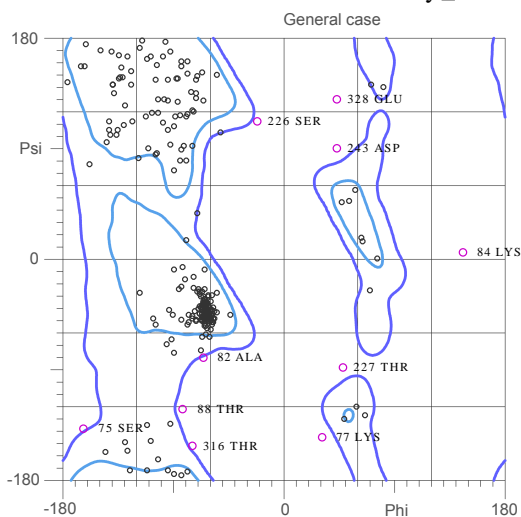 General case
180
328 GLU
226 SER
Psi
243 ASP
84 LYS
0
82 ALA
227 THR
88 THR
75 SER
77 LYS
316 THR
-180
-180
0
Phi
180